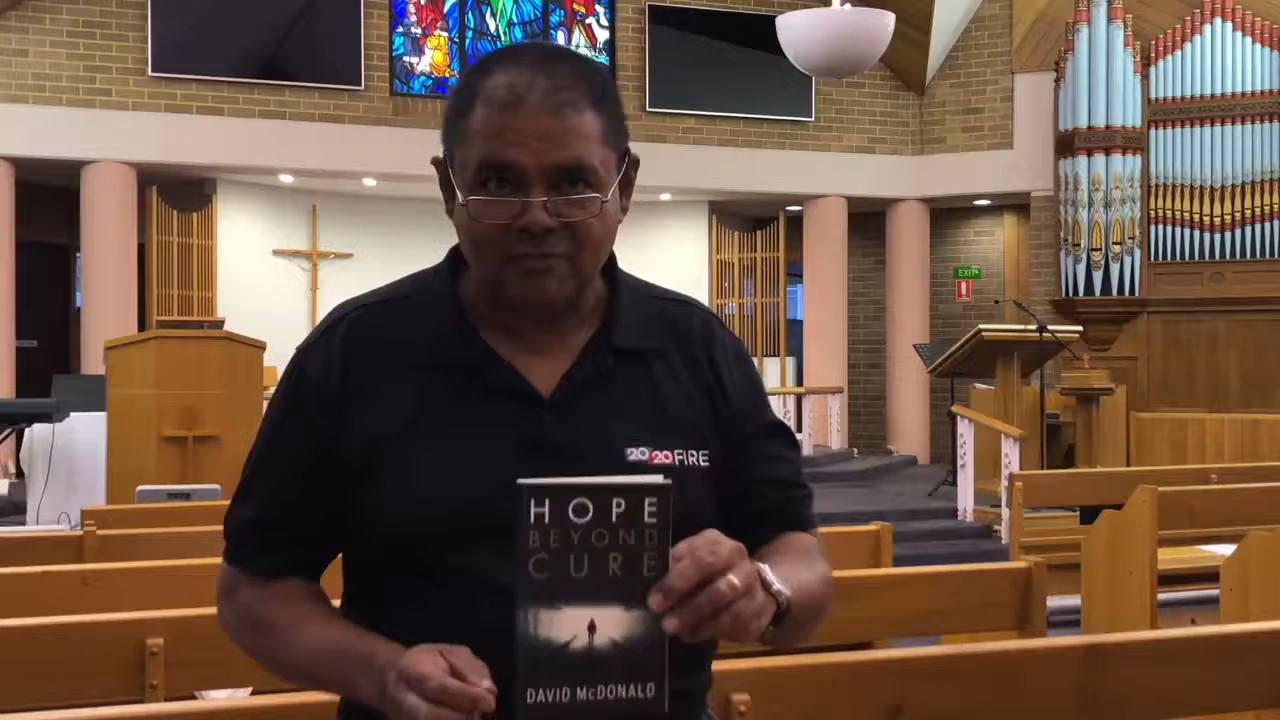 EXIT
2020FIRE
HOPE
BEYOND
CURE
DAVID McDONALD